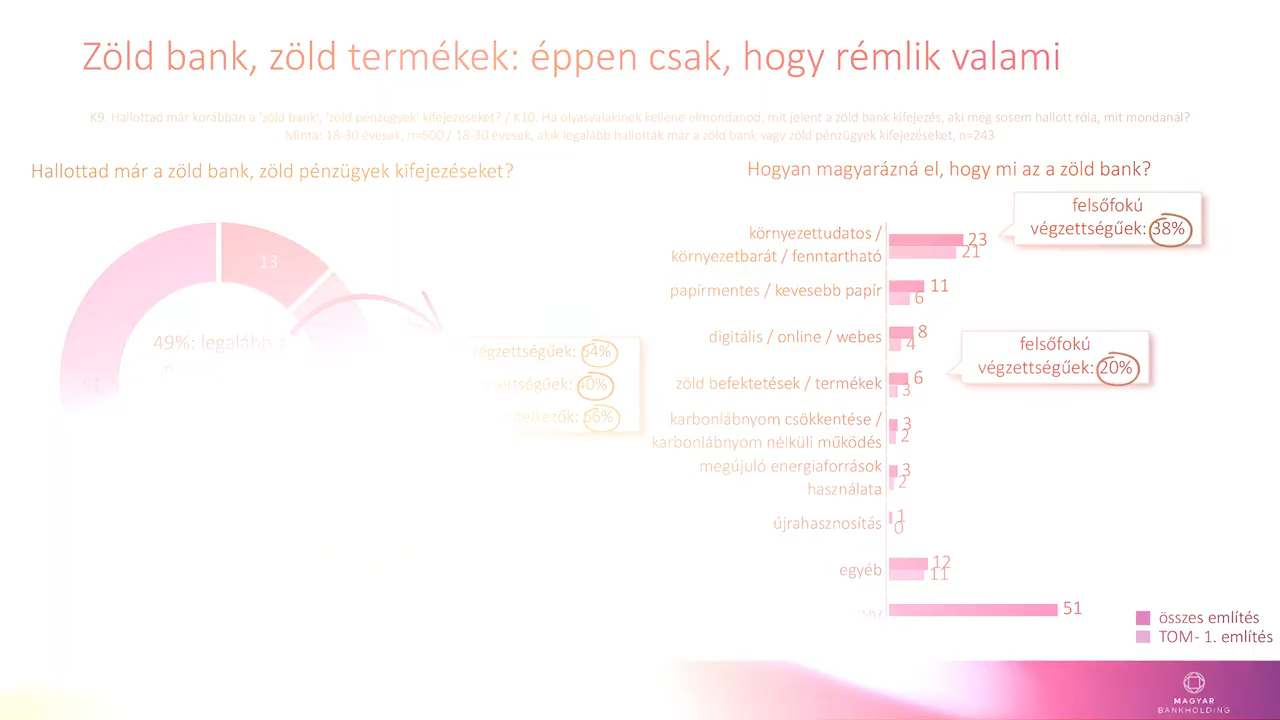 Zöld bank, zöld termékek: éppen csak, hogy rémlik valami
K9. Hallottad már korábban a 'zöld bank', 'zöld pénzügyek' kifejezéseket? / K10. Ha olyasvalakinek kellene elmondanod, mit jelent a zöld bank kifejezés, aki még sosem hallott róla, mit mondanál?
Minta: 18-30 évesek, n=500 / 18-30 évesek, akik legalább hallották már a zöld bank vagy zöld pénzügyek kifejezéseket, n=243
Hallottad már a zöld bank, zöld pénzügyek kifejezéseket?
13
49%: legalább
51
végzettségűek: 64%
40%
56%
Hogyan magyarázná el, hogy mi az a zöld bank?
felsőfokú
végzettségűek: 38%
környezettudatos /
környezetbarát / fenntartható
23
21
papírmentes / kevesebb papír
11
6
digitális / online / webes
8
4
felsőfokú
végzettségűek: 20%
zöld befektetések / termékek
6
3
karbonlábnyom csökkentése /
karbonlábnyom nélküli működés
3
2
megújuló energiaforrások
használata
3
2
újrahasznosítás
1
0
egyéb
12
11
51
összes említés
TOM- 1. említés
MAGYAR
BANKHOLDING